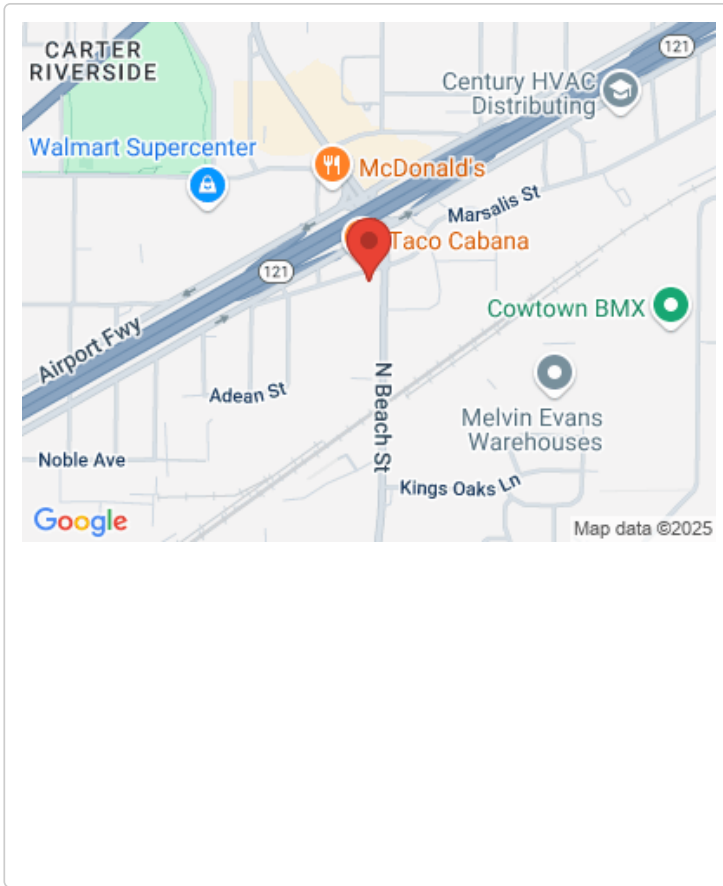 CARTER
RIVERSIDE
121
Century HVAC
Distributing
Walmart Supercenter
McDonald's
Marsalis St
Taco Cabana
121
Cowtown BMX
Airport Fwy
Adean St
N Beach St
Melvin Evans
Warehouses
Noble Ave
Kings Oaks Ln
Google
Map data ©2025